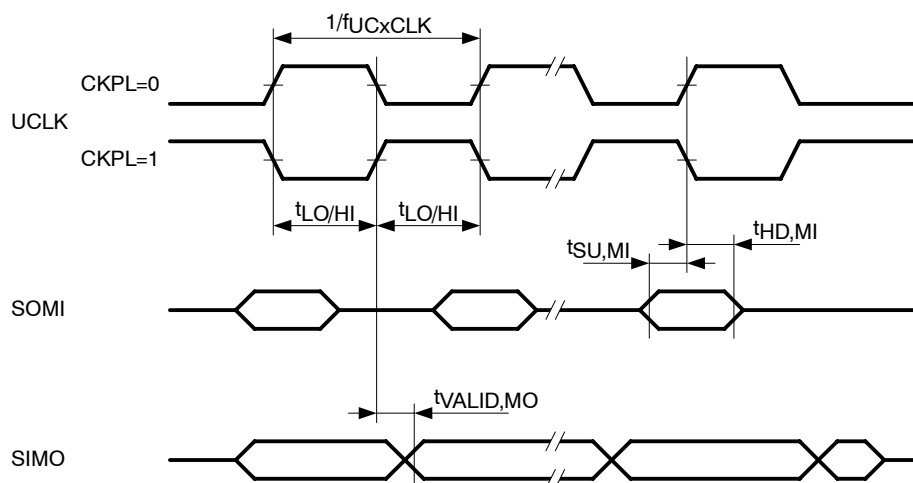 1/fUCxCLK
CKPL=0
UCLK
CKPL=1
tLO/HI tLO/HI
tHD,MI
tSU,MI
SOMI
tVALID,MO
SIMO